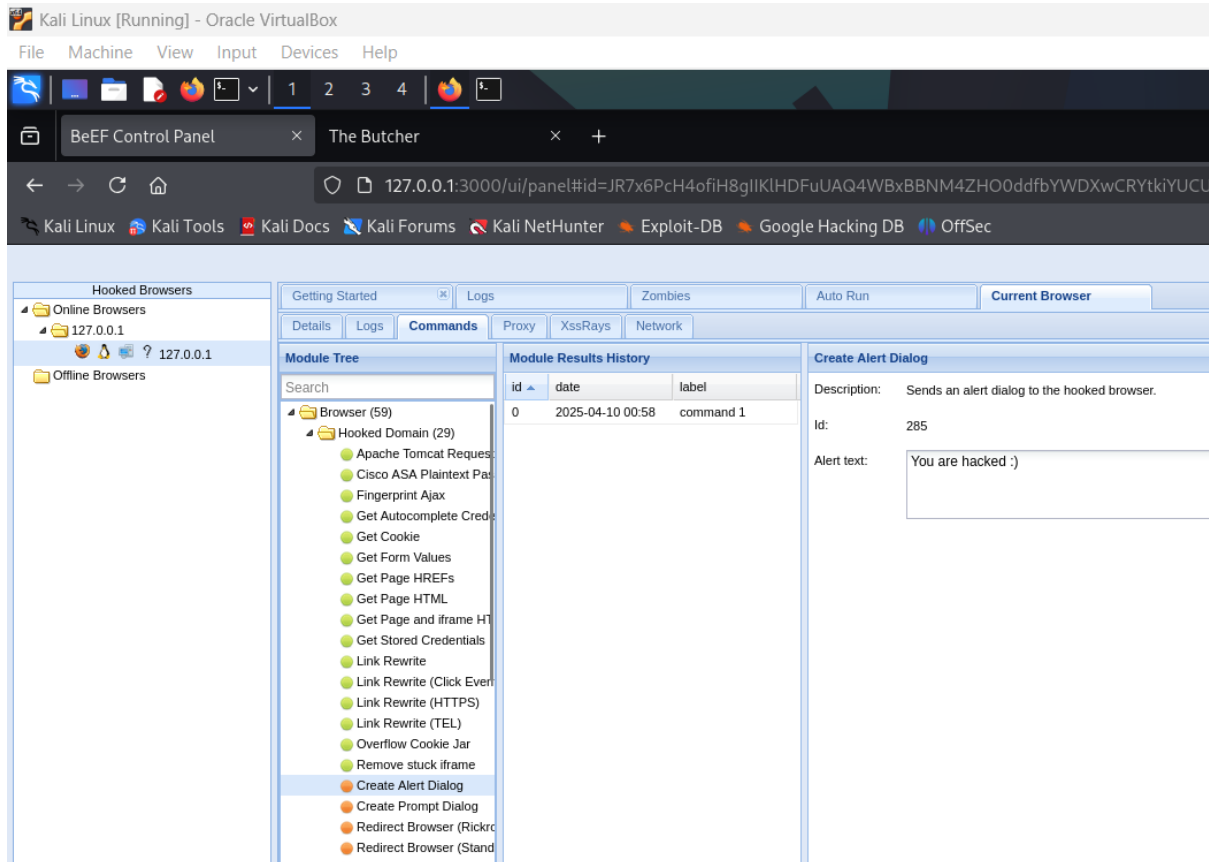 Kali Linux [Running] - Oracle VirtualBox
File Machine View Input Devices Help
1 2 3 4
BeEF Control Panel × The Butcher × +
127.0.0.1:3000/ui/panel#id=
Kali Linux Kali Tools Kali Docs Kali Forums Kali NetHunter Exploit-DB Google Hacking DB OffSec
Hooked Browsers
Online Browsers
127.0.0.1
? 127.0.0.1
Offline Browsers
Getting Started Logs Zombies Auto Run Current Browser
Details Logs Commands Proxy XssRays Network
Module Tree
Search
Browser (59)
Hooked Domain (29)
Apache Tomcat Reques
Cisco ASA Plaintext Pas
Fingerprint Ajax
Get Autocomplete Crede
Get Cookie
Get Form Values
Get Page HREFs
Get Page HTML
Get Page and iframe HT
Get Stored Credentials
Link Rewrite
Link Rewrite (Click Even
Link Rewrite (HTTPS)
Link Rewrite (TEL)
Overflow Cookie Jar
Remove stuck iframe
Create Alert Dialog
Create Prompt Dialog
Redirect Browser (Rickro
Redirect Browser (Stand
Module Results History
id date label
0 2025-04-10 00:58 command 1
Create Alert Dialog
Description: Sends an alert dialog to the hooked browser.
Id: 285
Alert text: You are hacked :)